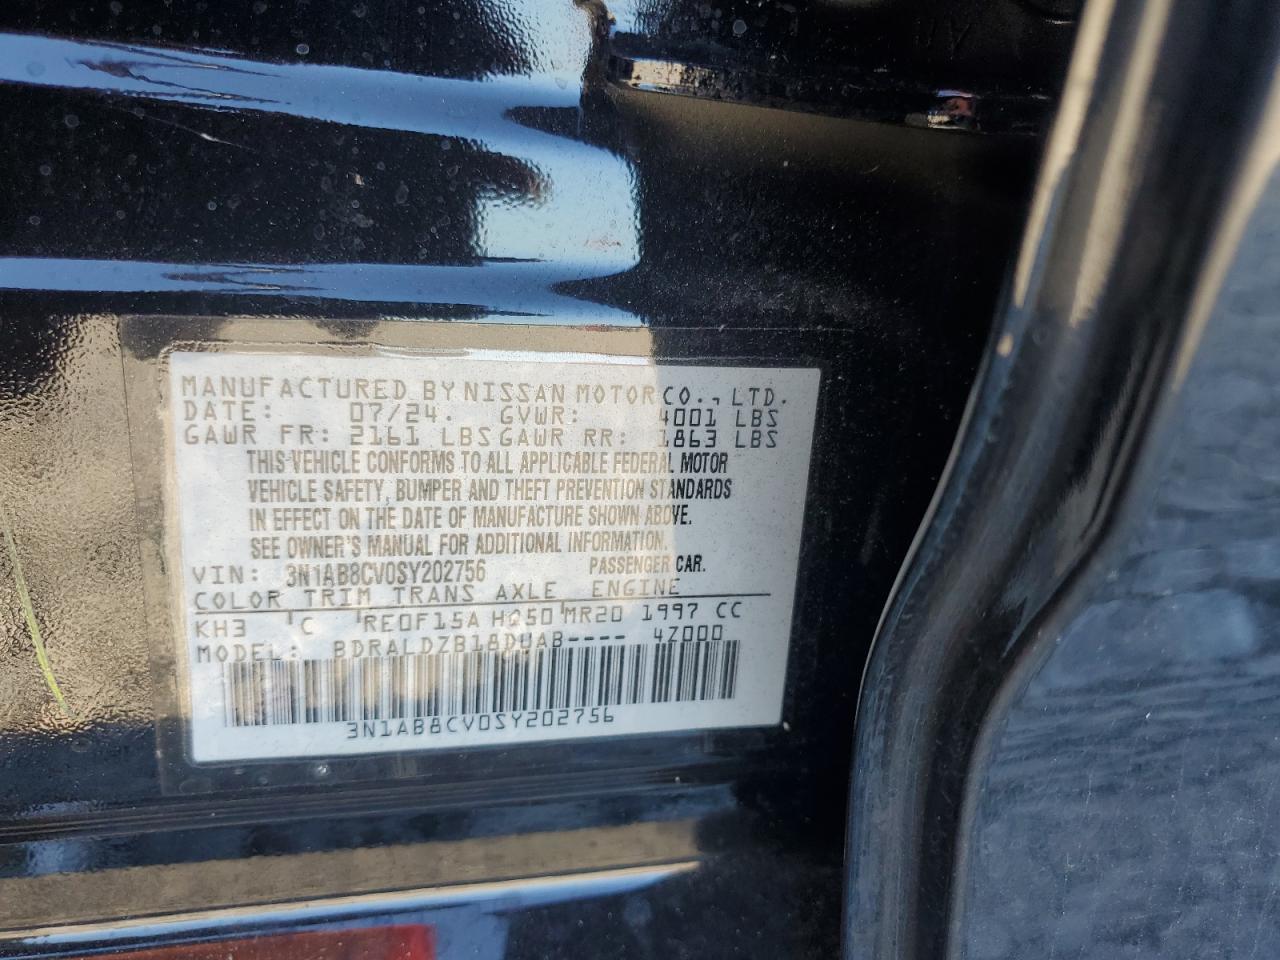 MANUFACTURED BY NISSAN MOTOR CO., LTD.
DATE: 07/24. GVWR: 4001 LBS
GAWR FR: 2161 LBS GAWR RR: 1863 LBS
THIS VEHICLE CONFORMS TO ALL APPLICABLE FEDERAL MOTOR
VEHICLE SAFETY, BUMPER AND THEFT PREVENTION STANDARDS
IN EFFECT ON THE DATE OF MANUFACTURE SHOWN ABOVE.
SEE OWNER'S MANUAL FOR ADDITIONAL INFORMATION.
VIN: 3N1AB8CV0SY202756 PASSENGER CAR.
COLOR TRIM TRANS AXLE ENGINE
KH3 C RE0F15A HQ50 MR20 1997 CC
MODEL: BDRALDZB18DUAB---- 4Z000
3N1AB8CV0SY202756